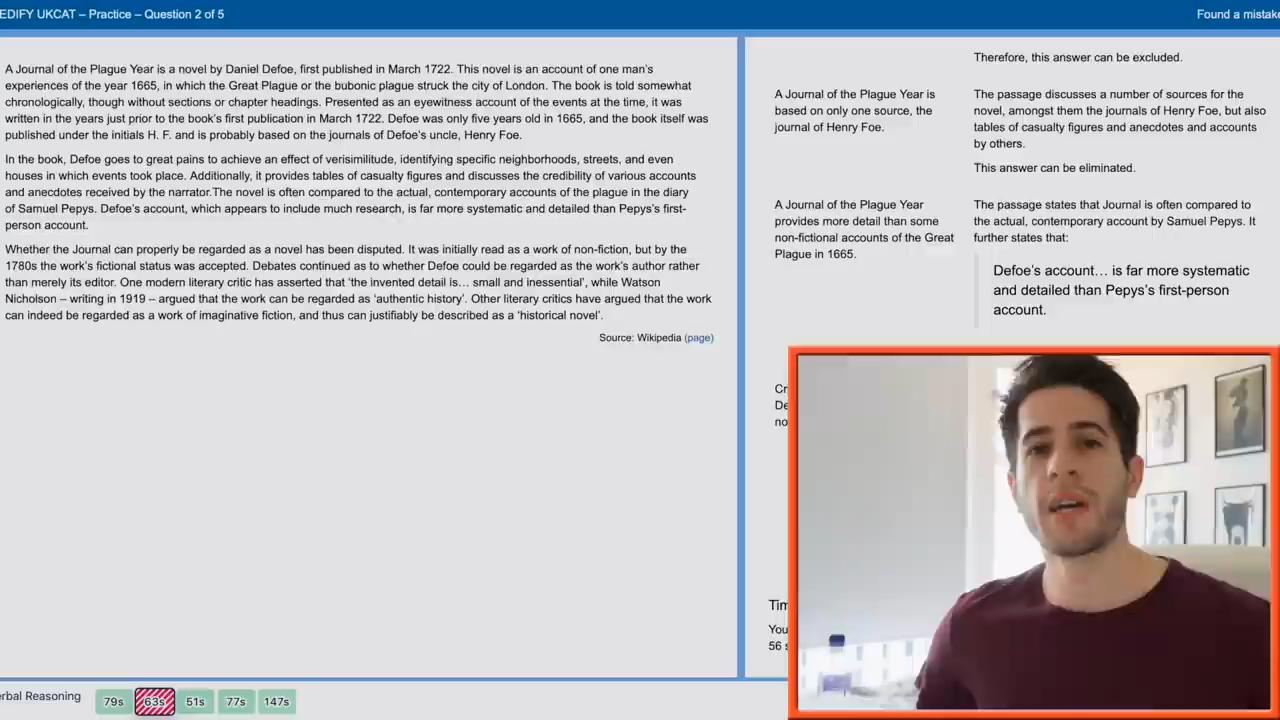 EDIFY UKCAT – Practice – Question 2 of 5
Found a mistake
A Journal of the Plague Year is a novel by Daniel Defoe, first published in March 1722. This novel is an account of one man's
experiences of the year 1665, in which the Great Plague or the bubonic plague struck the city of London. The book is told somewhat
chronologically, though without sections or chapter headings. Presented as an eyewitness account of the events at the time, it was
written in the years just prior to the book's first publication in March 1722. Defoe was only five years old in 1665, and the book itself was
published under the initials H. F. and is probably based on the journals of Defoe's uncle, Henry Foe.
In the book, Defoe goes to great pains to achieve an effect of verisimilitude, identifying specific neighborhoods, streets, and even
houses in which events took place. Additionally, it provides tables of casualty figures and discusses the credibility of various accounts
and anecdotes received by the narrator.The novel is often compared to the actual, contemporary accounts of the plague in the diary
of Samuel Pepys. Defoe's account, which appears to include much research, is far more systematic and detailed than Pepys's first-
person account.
Whether the Journal can properly be regarded as a novel has been disputed. It was initially read as a work of non-fiction, but by the
1780s the work's fictional status was accepted. Debates continued as to whether Defoe could be regarded as the work's author rather
than merely its editor. One modern literary critic has asserted that 'the invented detail is… small and inessential', while Watson
Nicholson – writing in 1919 – argued that the work can be regarded as 'authentic history'. Other literary critics have argued that the work
can indeed be regarded as a work of imaginative fiction, and thus can justifiably be described as a 'historical novel'.
Source: Wikipedia (page)
Therefore, this answer can be excluded.
A Journal of the Plague Year is
based on only one source, the
journal of Henry Foe.
The passage discusses a number of sources for the
novel, amongst them the journals of Henry Foe, but also
tables of casualty figures and anecdotes and accounts
by others.
This answer can be eliminated.
A Journal of the Plague Year
provides more detail than some
non-fictional accounts of the Great
Plague in 1665.
The passage states that Journal is often compared to
the actual, contemporary account by Samuel Pepys. It
further states that:
Defoe's account… is far more systematic
and detailed than Pepys's first-person
account.
Cr
De
no
Tim
You
56 s
erbal Reasoning
79s
63s
51s
77s
147s